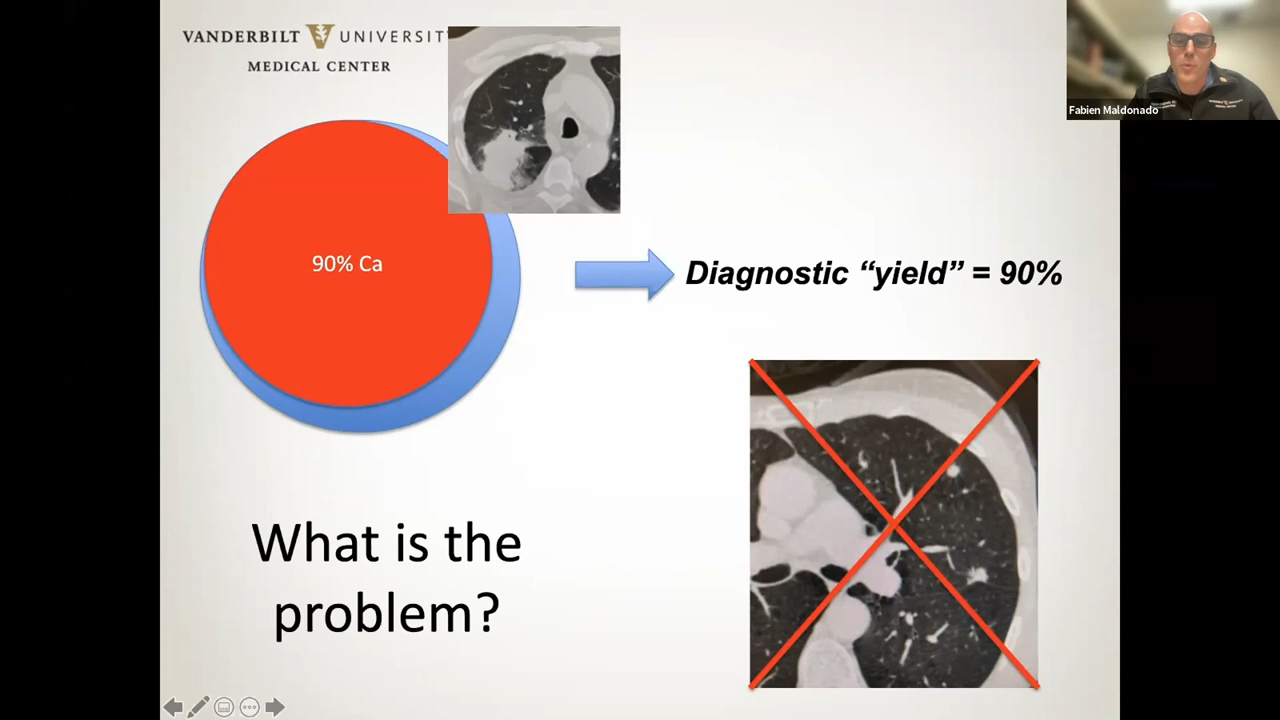 VANDERBILT V UNIVERSIT
MEDICAL CENTER
Fabien Maldonado
90% Ca
Diagnostic “yield” = 90%
What is the
problem?